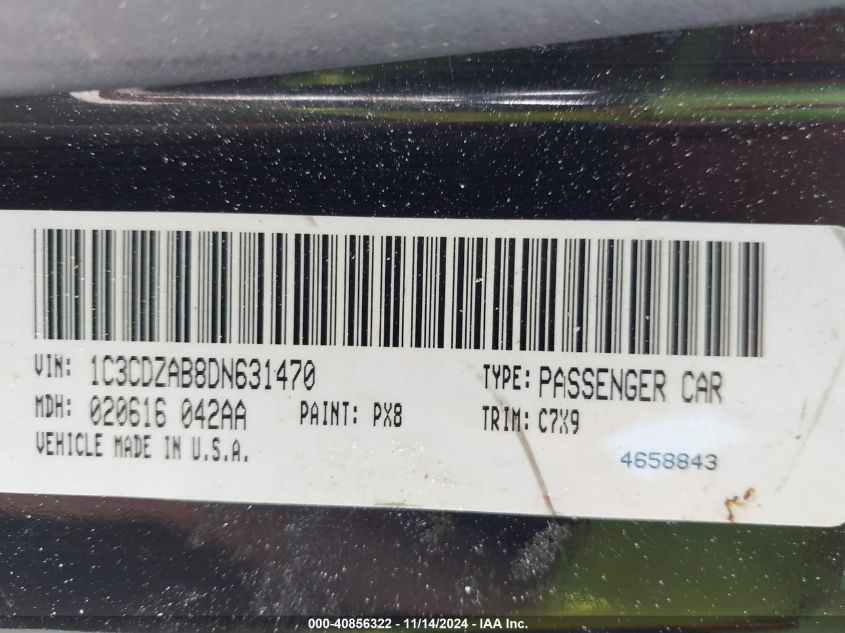 VIN: 1C3CDZAB8DN631470 TYPE: PASSENGER CAR
MDH: 020616 042AA PAINT: PX8 TRIM: C7X9
VEHICLE MADE IN U.S.A. 4658843
000-40856322 - 11/14/2024 - IAA Inc.